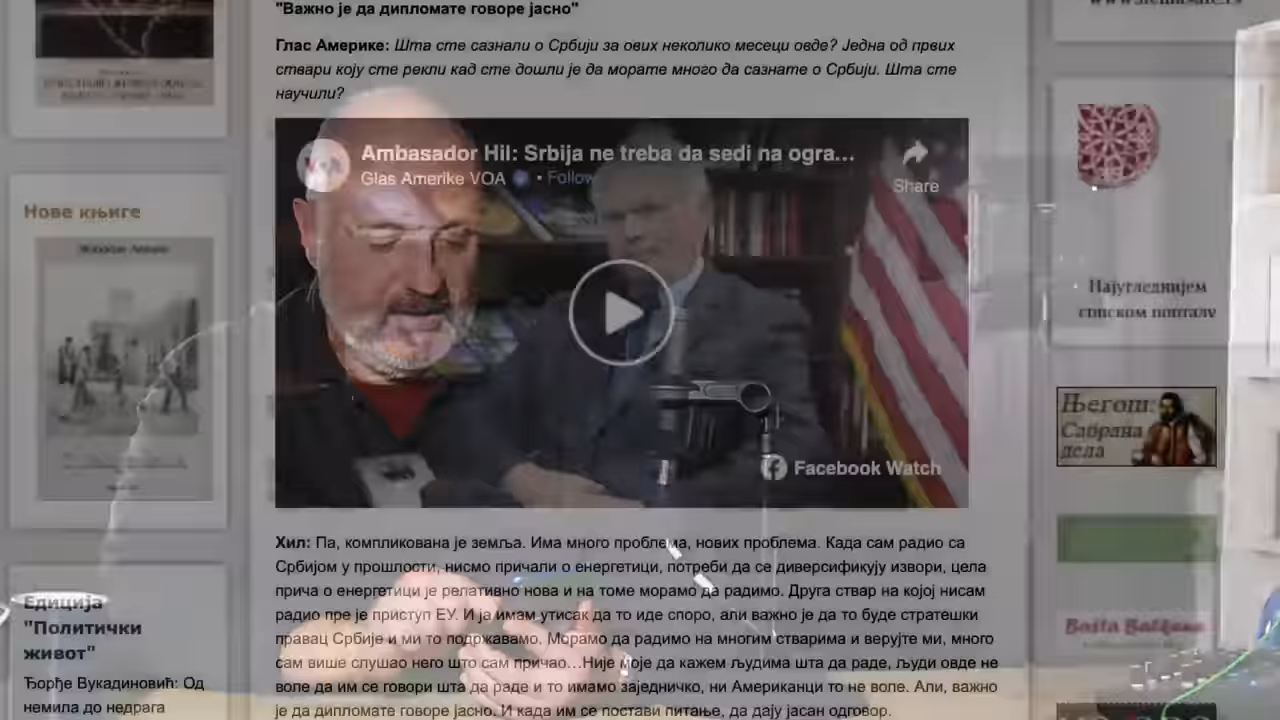 "Важно је да дипломате говоре јасно"
Глас Америке: Шта сте сазнали о Србији за ових неколико месеци овде? Једна од првих
ствари коју сте рекли кад сте дошли је да морате много да сазнате о Србији. Шта сте
научили?
Ambasador Hil: Srbija ne treba da sedi na ogra...
Glas Amerike VOA • Follow
Share
Facebook Watch
Хил: Па, компликована је земља. Има много проблема, нових проблема. Када сам радио са
Србијом у прошлости, нисмо причали о енергетици, потреби да се диверсификују извори, цела
прича о енергетици је релативно нова и на томе морамо да радимо. Друга ствар на којој нисам
радио пре је приступ ЕУ. И ја имам утисак да то иде споро, али важно је да то буде стратешки
правац Србије и ми то подржавамо. Морамо да радимо на многим стварима и верујте ми, много
сам више слушао него што сам причао...Није моје да кажем људима шта да раде, људи овде не
воле да им се говори шта да раде и то имамо заједничко, ни Американци то не воле. Али, важно
је да дипломате говоре јасно. И када им се постави питање, да дају јасан одговор.
Нове књиге
Едиција
"Политички
живот"
Ђорђе Вукадиновић: Од
немила до недрага
Најугледнијем
српском порталу
Његош:
Сабрана
дела
Bašta Balkana